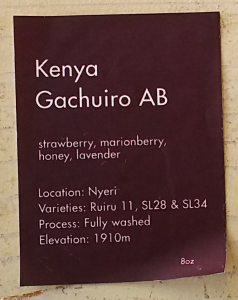 Kenya
Gachuiro AB
strawberry, marionberry,
honey, lavender
Location: Nyeri
Varieties: Ruiru 11, SL28 & SL34
Process: Fully washed
Elevation: 1910m
8oz